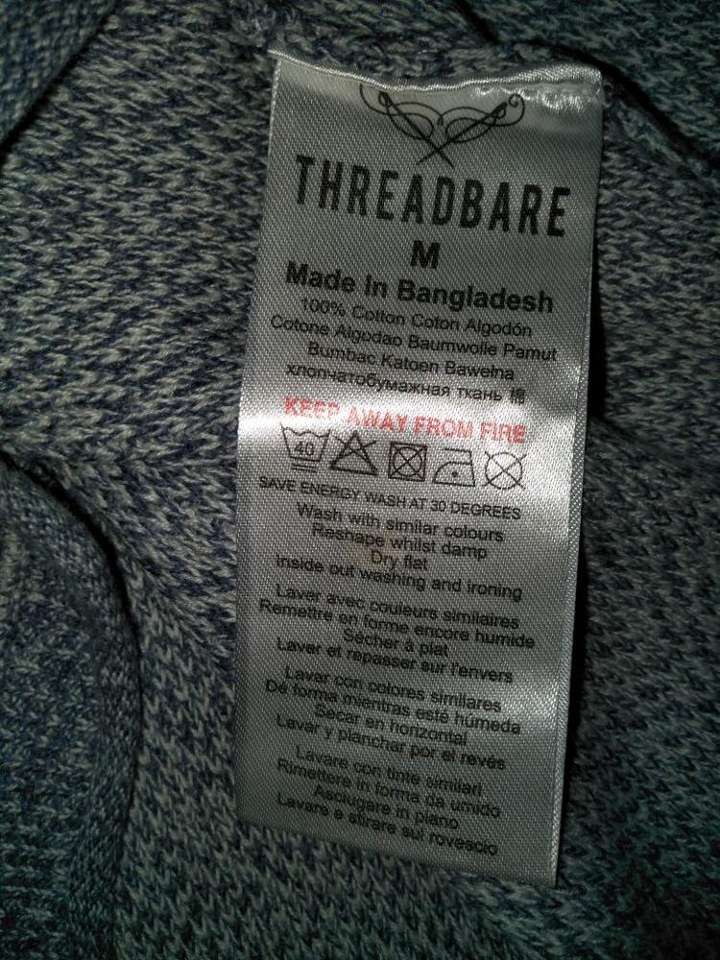 THREADBARE
M
Made In Bangladesh
100% Cotton Coton Algodón
Cotone Algodao Baumwolle Pamut
Bumbac Katoen Bawełna
хлопчатобумажная ткань 棉
KEEP AWAY FROM FIRE
40
SAVE ENERGY WASH AT 30 DEGREES
Wash with similar colours
Reshape whilst damp
Dry flat
inside out washing and ironing
Laver avec couleurs similaires
Remettre en forme encore humide
Sécher à plat
Laver et repasser sur l'envers
Lavar con colores similares
Dé forma mientras esté húmeda
Secar en horizontal
Lavar y planchar por el revés
Lavare con tinte similari
Rimettere in forma da umido
Asciugare in piano
Lavare e stirare sul rovescio